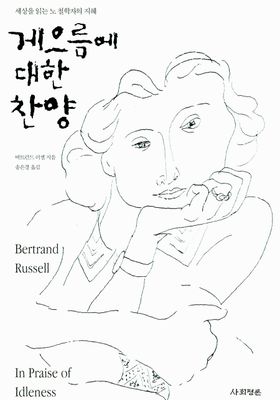 세상을 읽는 노 철학자의 지혜
게으름에
대한
찬양
버트란드 러셀 지음
송은경 옮김
Bertrand
Russell
In Praise of
Idleness
사회평론